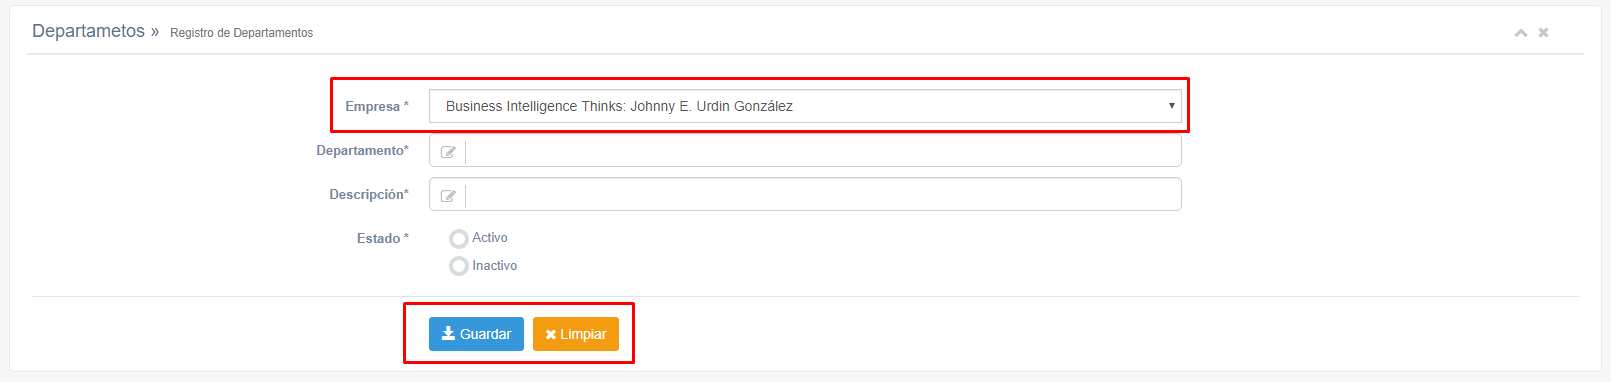 Departametos » Registro de Departamentos
Empresa * Business Intelligence Thinks: Johnny E. Urdin González
Departamento*
Descripción*
Estado * Activo
Inactivo
Guardar Limpiar